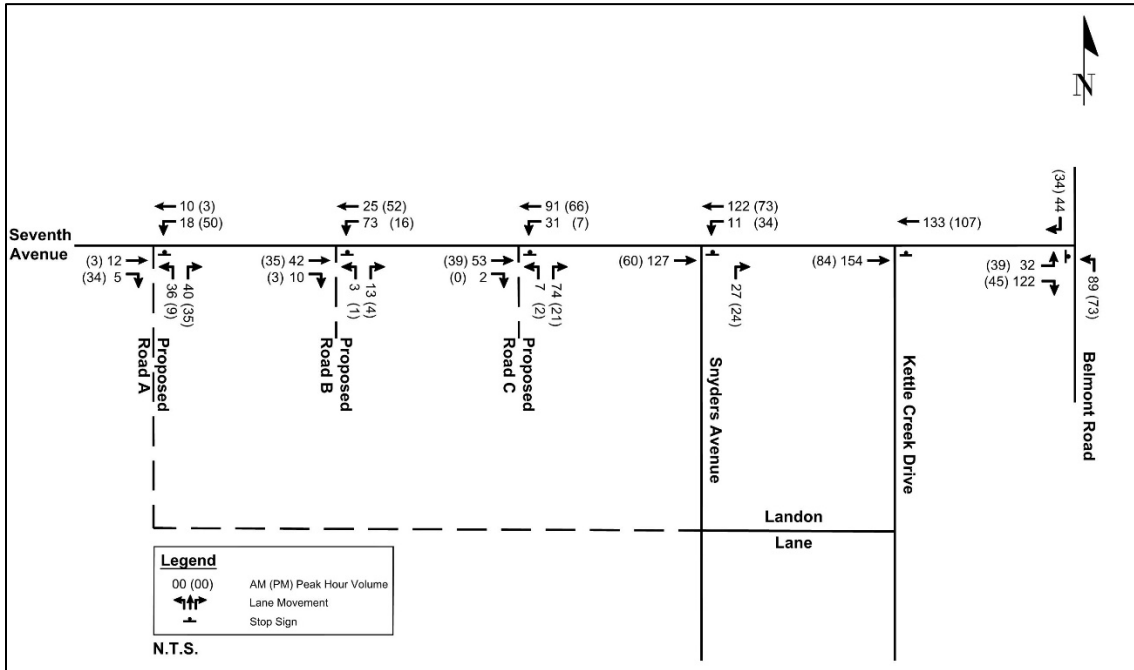 N
(34) 44
10 (3)
18 (50)
25 (52)
73 (16)
91 (66)
31 (7)
122 (73)
11 (34)
133 (107)
Seventh
Avenue
(3) 12
(34) 5
36 (9)
40 (35)
(35) 42
(3) 10
3 (1)
13 (4)
(39) 53
(0) 2
7 (2)
74 (21)
(60) 127
27 (24)
(84) 154
(39) 32
(45) 122
89 (73)
Proposed
Road A
Proposed
Road B
Proposed
Road C
Snyders Avenue
Kettle Creek Drive
Belmont Road
Landon
Lane
Legend
00 (00) AM (PM) Peak Hour Volume
Lane Movement
Stop Sign
N.T.S.